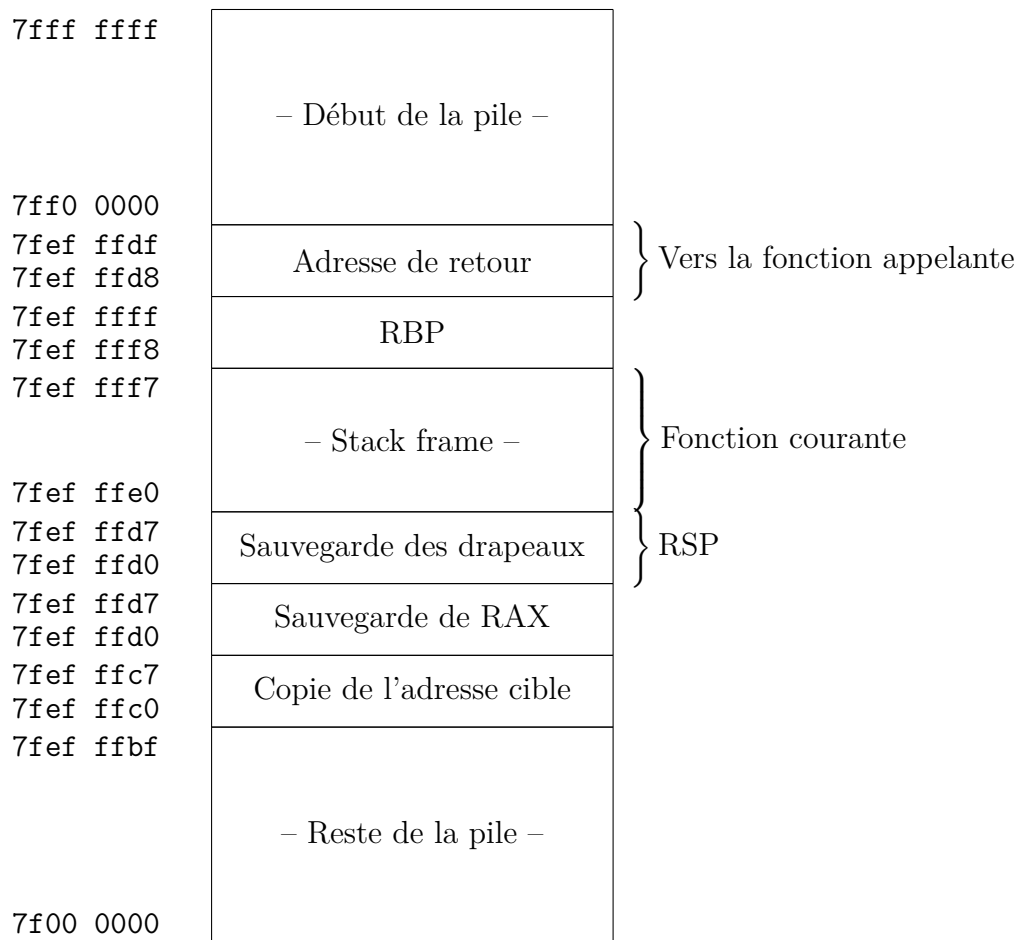 7fff ffff
– Début de la pile –
7ff0 0000
7fef ffdf
Adresse de retour
Vers la fonction appelante
7fef ffd8
7fef ffff
RBP
7fef fff8
7fef fff7
– Stack frame –
Fonction courante
7fef ffe0
7fef ffd7
Sauvegarde des drapeaux
RSP
7fef ffd0
7fef ffd7
Sauvegarde de RAX
7fef ffd0
7fef ffc7
Copie de l'adresse cible
7fef ffc0
7fef ffbf
– Reste de la pile –
7f00 0000